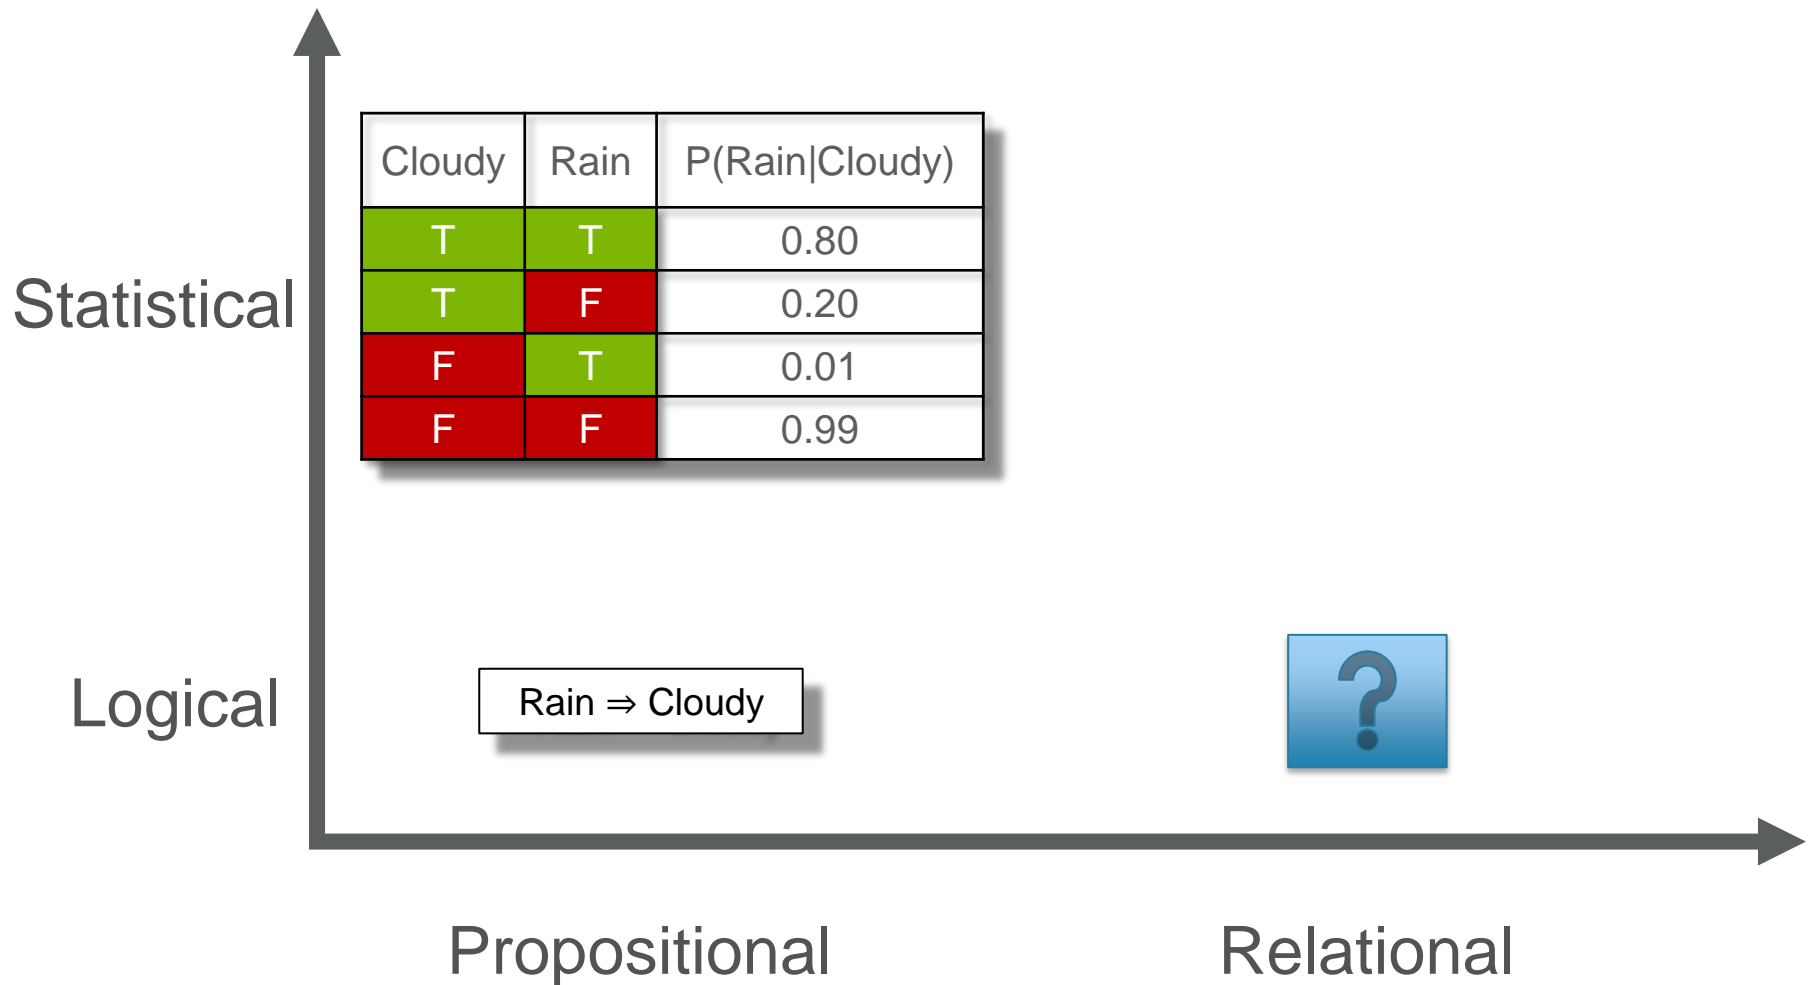 Cloudy Rain P(Rain|Cloudy)
T T 0.80
T F 0.20
F T 0.01
F F 0.99
Statistical
Logical
Rain ⇒ Cloudy
?
Propositional
Relational